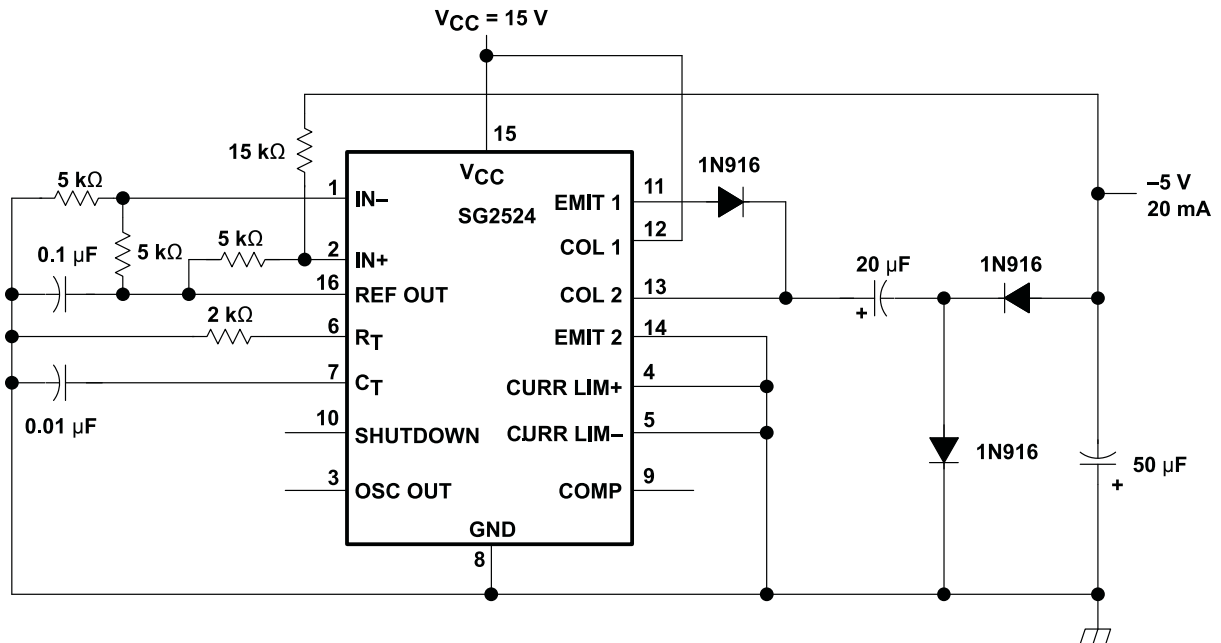 VCC = 15 V
15
15 kΩ
VCC
SG2524
5 kΩ
1
IN–
5 kΩ
0.1 µF
5 kΩ
2
IN+
16
REF OUT
2 kΩ
6
RT
7
CT
0.01 µF
10
SHUTDOWN
3
OSC OUT
GND
8
EMIT 1
11
1N916
COL 1
12
COL 2
13
EMIT 2
14
CURR LIM+
4
CURR LIM–
5
COMP
9
20 µF
+
1N916
–5 V
20 mA
1N916
50 µF
+